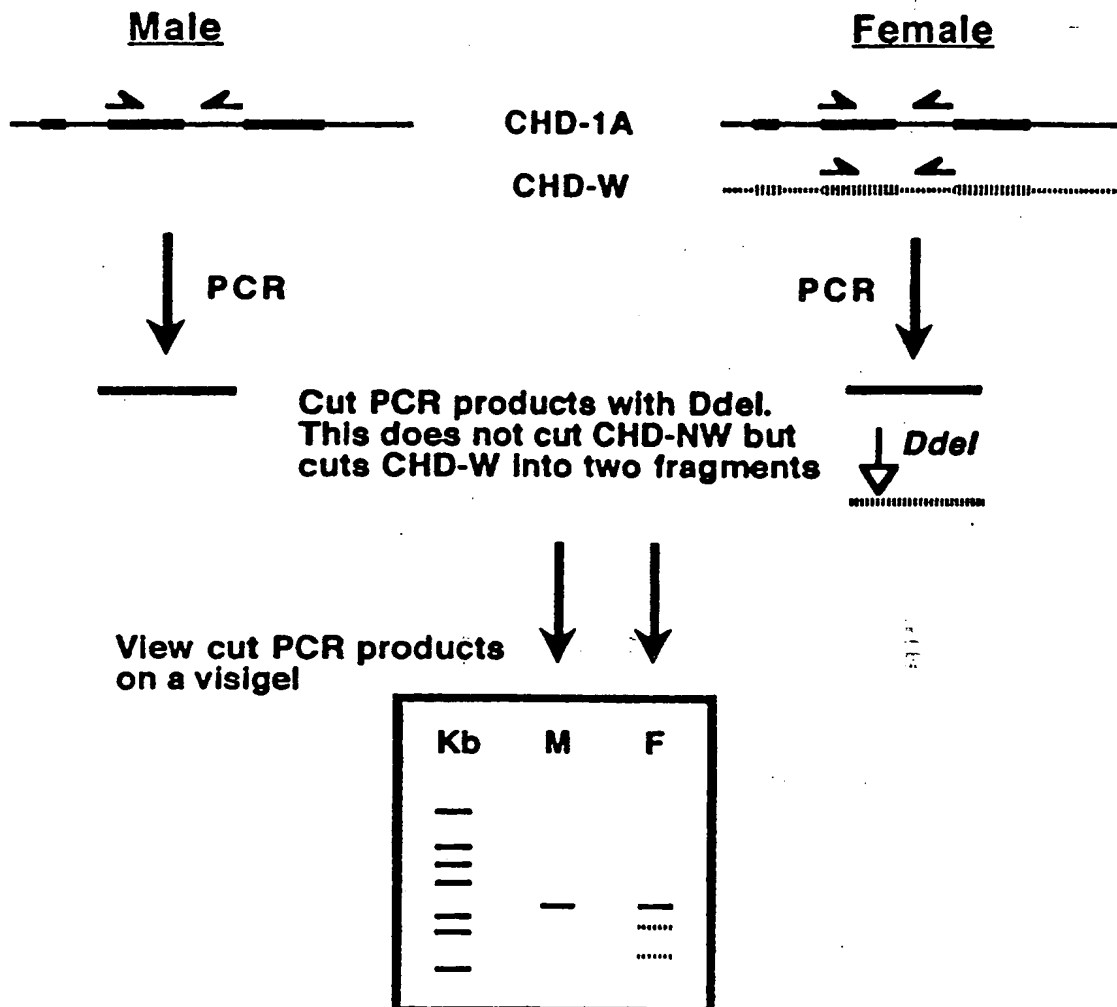 Male
Female
CHD-1A
CHD-W
PCR
PCR
Cut PCR products with DdeI.
This does not cut CHD-NW but
cuts CHD-W into two fragments
DdeI
View cut PCR products
on a visigel
Kb M F